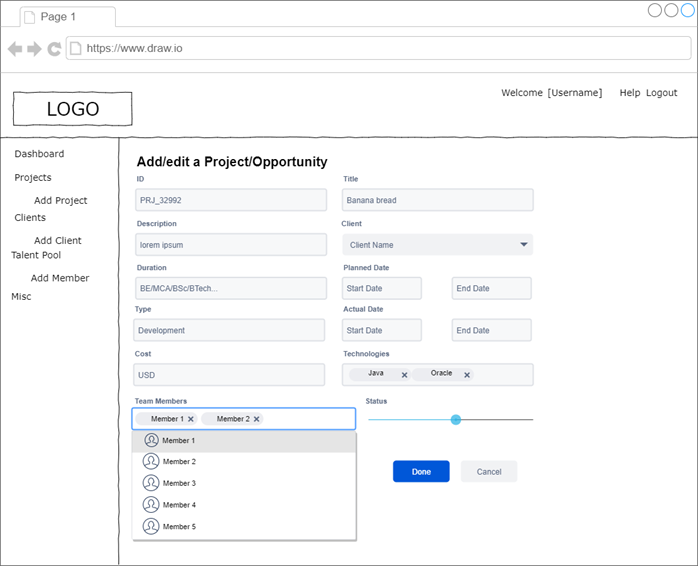 Page 1
https://www.draw.io
LOGO
Welcome [Username] Help Logout
Dashboard
Projects
Add Project
Clients
Add Client
Talent Pool
Add Member
Misc
Add/edit a Project/Opportunity
ID Title
PRJ_32992 Banana bread
Description Client
lorem ipsum Client Name
Duration Planned Date
BE/MCA/BSc/BTech... Start Date End Date
Type Actual Date
Development Start Date End Date
Cost Technologies
USD Java Oracle
Team Members Status
Member 1 Member 2
Member 1
Member 2
Member 3
Member 4
Member 5
Done Cancel